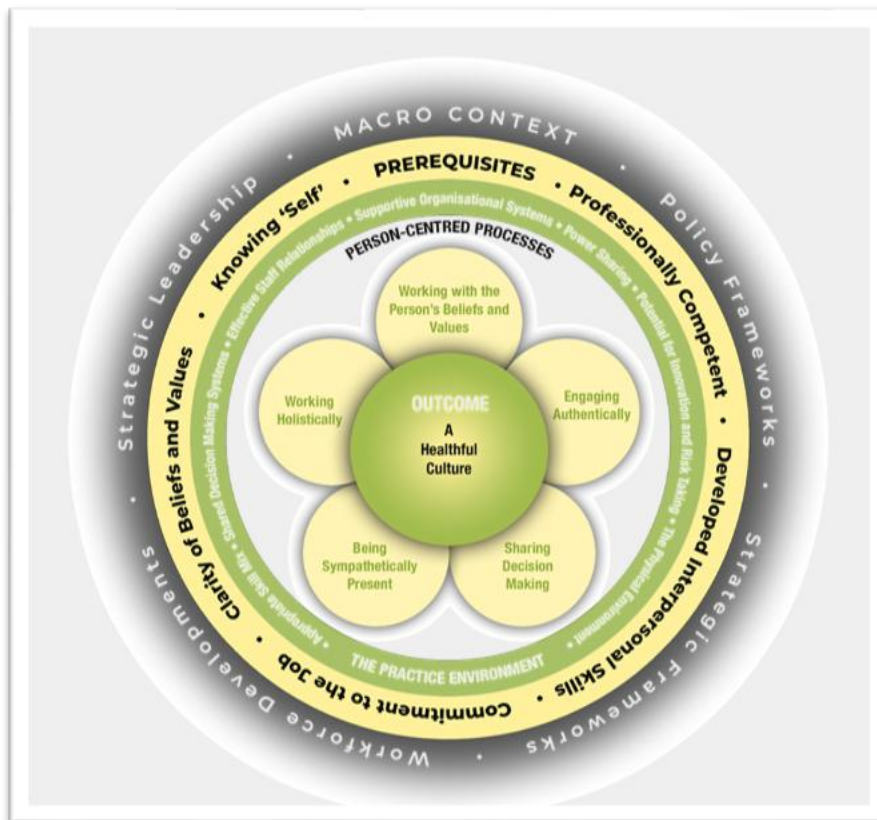 MACRO CONTEXT • Policy Frameworks • Strategic Frameworks • Workforce Developments • Strategic Leadership •
PREREQUISITES • Professionally Competent • Developed Interpersonal Skills • Commitment to the Job • Clarity of Beliefs and Values • Knowing 'Self' •
THE PRACTICE ENVIRONMENT • Appropriate Skill Mix • Shared Decision Making Systems • Effective Staff Relationships • Supportive Organisational Systems • Power Sharing • Potential for Innovation and Risk Taking • The Physical Environment •
PERSON-CENTRED PROCESSES
Working with the
Person's Beliefs and
Values
Engaging
Authentically
Sharing
Decision
Making
Being
Sympathetically
Present
Working
Holistically
OUTCOME
A
Healthful
Culture